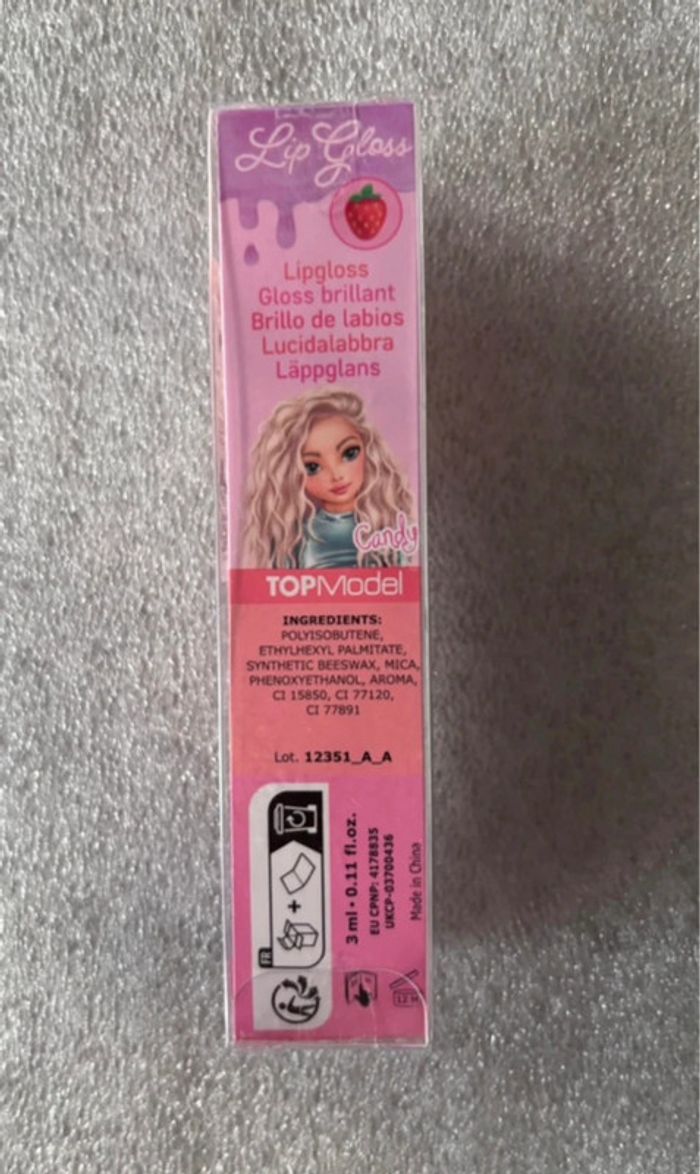 Lip Gloss
Lipgloss
Gloss brillant
Brillo de labios
Lucidalabbra
Läppglans
Candy
TOPModel
INGREDIENTS:
POLYISOBUTENE,
ETHYLHEXYL PALMITATE,
SYNTHETIC BEESWAX, MICA,
PHENOXYETHANOL, AROMA,
CI 15850, CI 77120,
CI 77891
Lot. 12351_A_A
FR
3 ml • 0.11 fl.oz.
EU CPNP: 4178835
UKCP-03700436
Made in China
12 M